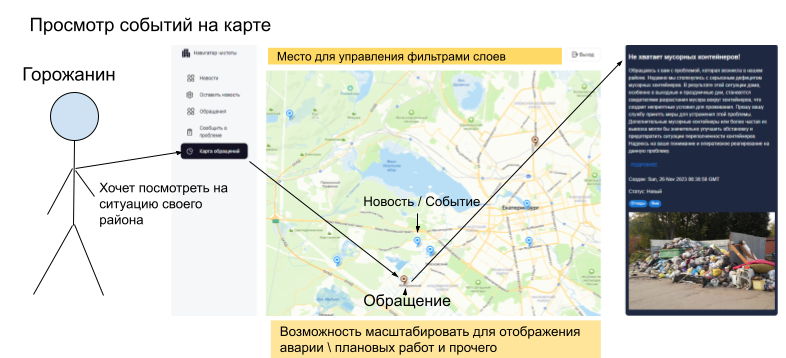 Просмотр событий на карте
Горожанин
Хочет посмотреть на
ситуацию своего
района
Навигатор чистоты
Новости
Оставить новость
Обращения
Сообщить о
проблеме
Карта обращений
Место для управления фильтрами слоев
Выход
Новость / Событие
Екатеринбург
Обращение
Возможность масштабировать для отображения
аварии \ плановых работ и прочего
Не хватает мусорных контейнеров!
Обращаюсь к вам с проблемой, которая возникла в нашем
районе. Недавно мы столкнулись с серьезным дефицитом
мусорных контейнеров. В результате этой ситуации дома,
особенно в выходные и праздничные дни, становятся
свидетелями разрастания мусора вокруг контейнеров, что
создает неприятные условия для проживания. Прошу вашу
службу принять меры для устранения этой проблемы.
Дополнительные мусорные контейнеры или более частая их
вывозка могли бы значительно улучшить обстановку и
предотвратить ситуации переполненности контейнеров.
Надеюсь на ваше понимание и оперативное реагирование на
данную проблему.
ПОДРОБНЕЕ
Создан: Sun, 26 Nov 2023 08:38:58 GMT
Статус: Новый